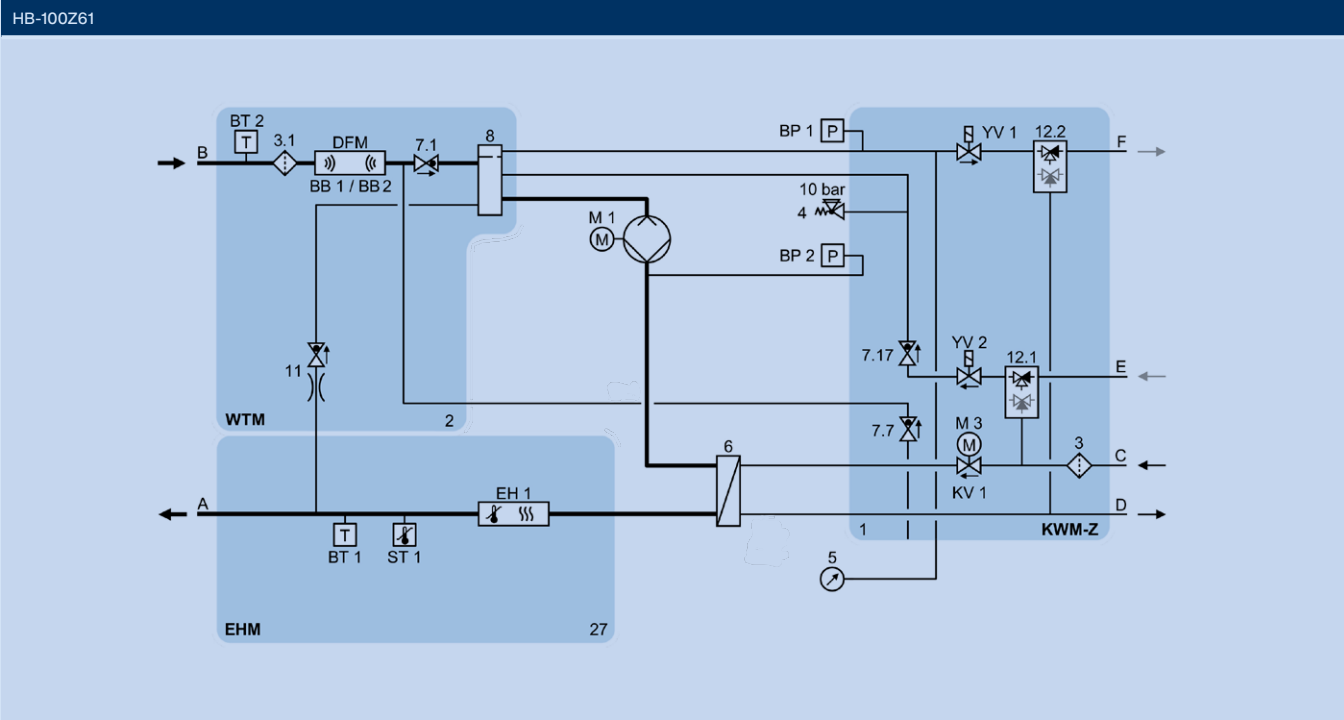 HB-100Z61
BT 2
T
3.1
DFM
BB 1 / BB 2
7.1
8
B
BP 1
P
YV 1
12.2
F
10 bar
4
M 1
M
BP 2
P
7.17
YV 2
12.1
E
11
WTM
2
7.7
M 3
M
KV 1
3
C
6
A
EH 1
D
T
BT 1
ST 1
1
KWM-Z
5
EHM
27